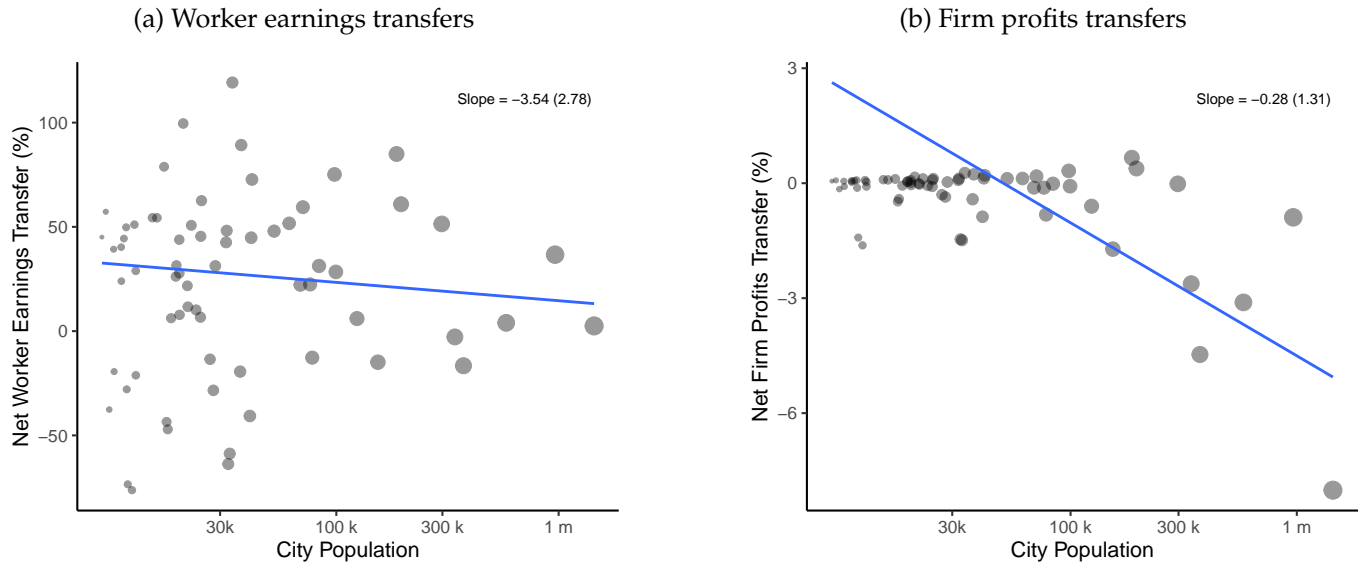 (a) Worker earnings transfers
Slope = −3.54 (2.78)
100
50
0
−50
Net Worker Earnings Transfer (%)
30k
100 k
300 k
1 m
City Population
(b) Firm profits transfers
Slope = −0.28 (1.31)
3
0
−3
−6
Net Firm Profits Transfer (%)
30k
100 k
300 k
1 m
City Population